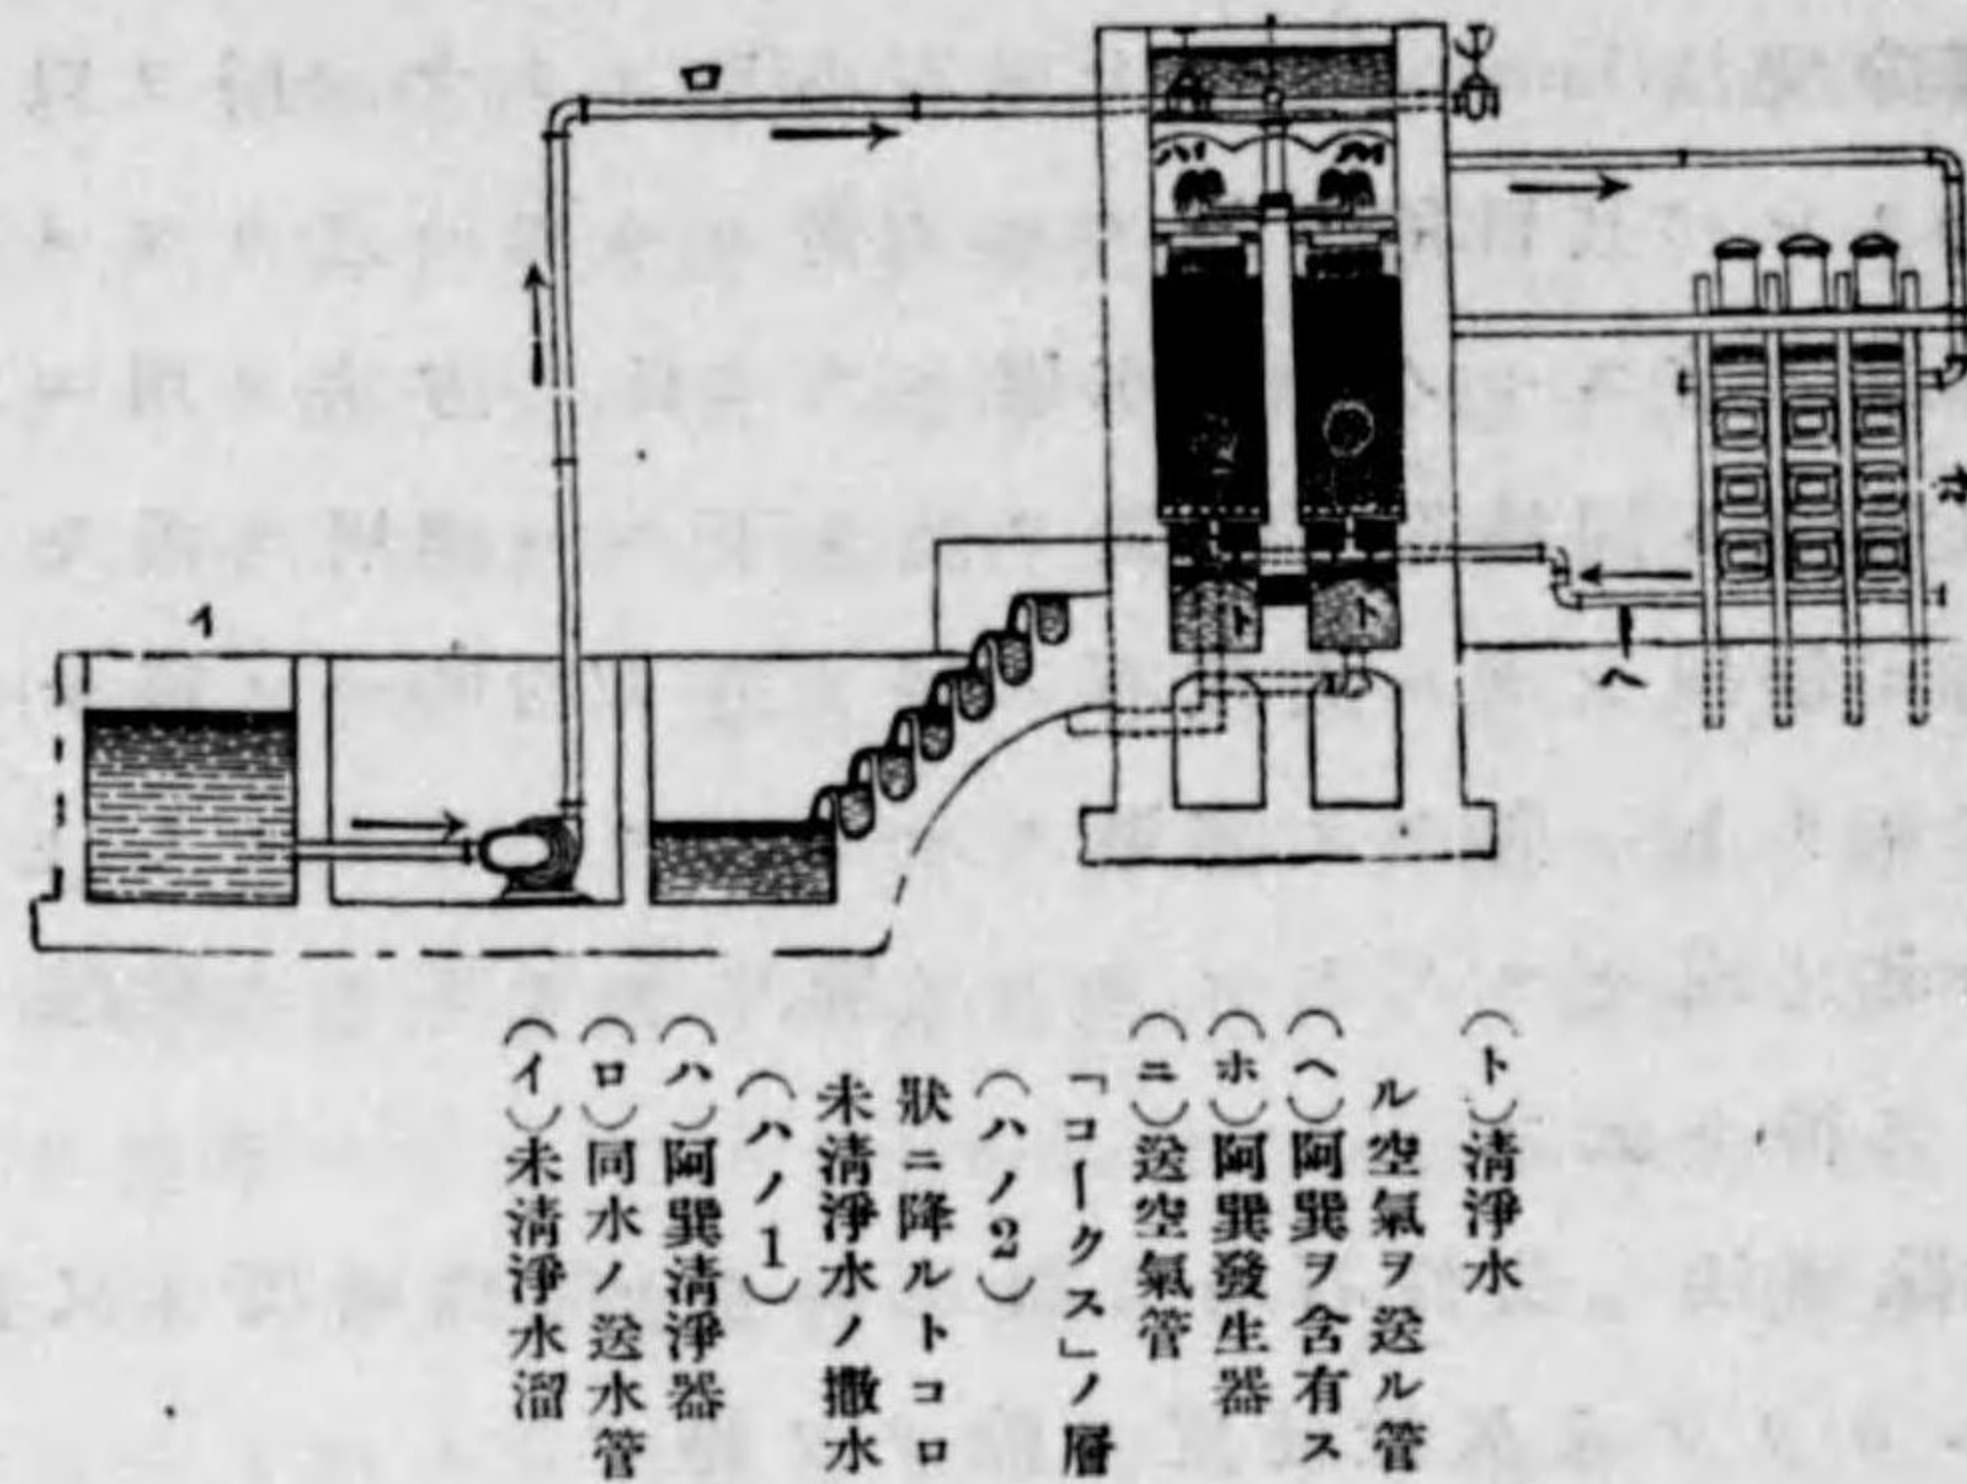 イ
ロ
ハ1
ト
ト
ヘ
(イ)未清淨水溜
(ロ)同水ノ送水管
(ハ)阿巽清淨器
(ハノ1)
未清淨水ノ撒水
狀ニ降ルトコロ
(ハノ2)
「コークス」ノ層
(ニ)送空氣管
(ホ)阿巽發生器
(ヘ)阿巽ヲ含有ス
ル空氣ヲ送ル管
(ト)清淨水